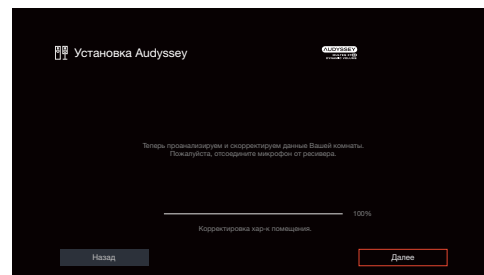 Установка Audyssey
AUDYSSEY
Теперь проанализируем и скорректируем данные Вашей комнаты.
Пожалуйста, отсоедините микрофон от ресивера.
100%
Корректировка хар-к помещения.
Назад
Далее